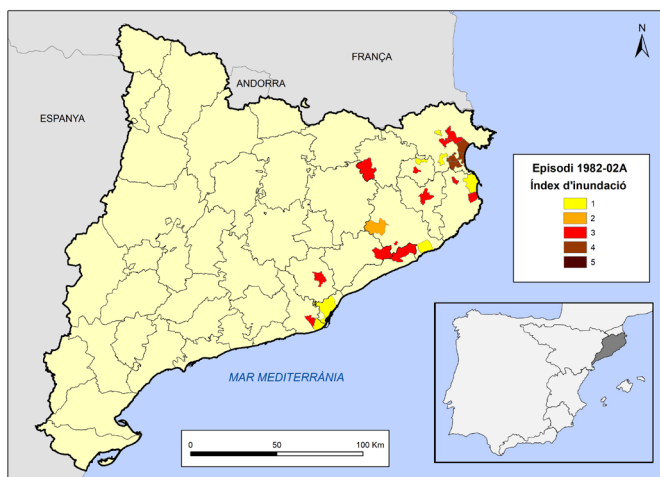 FRANÇA
N
ANDORRA
ESPANYA
Episodi 1982-02A
Índex d'inundació
1
2
3
4
5
MAR MEDITERRÀNIA
0 50 100 Km